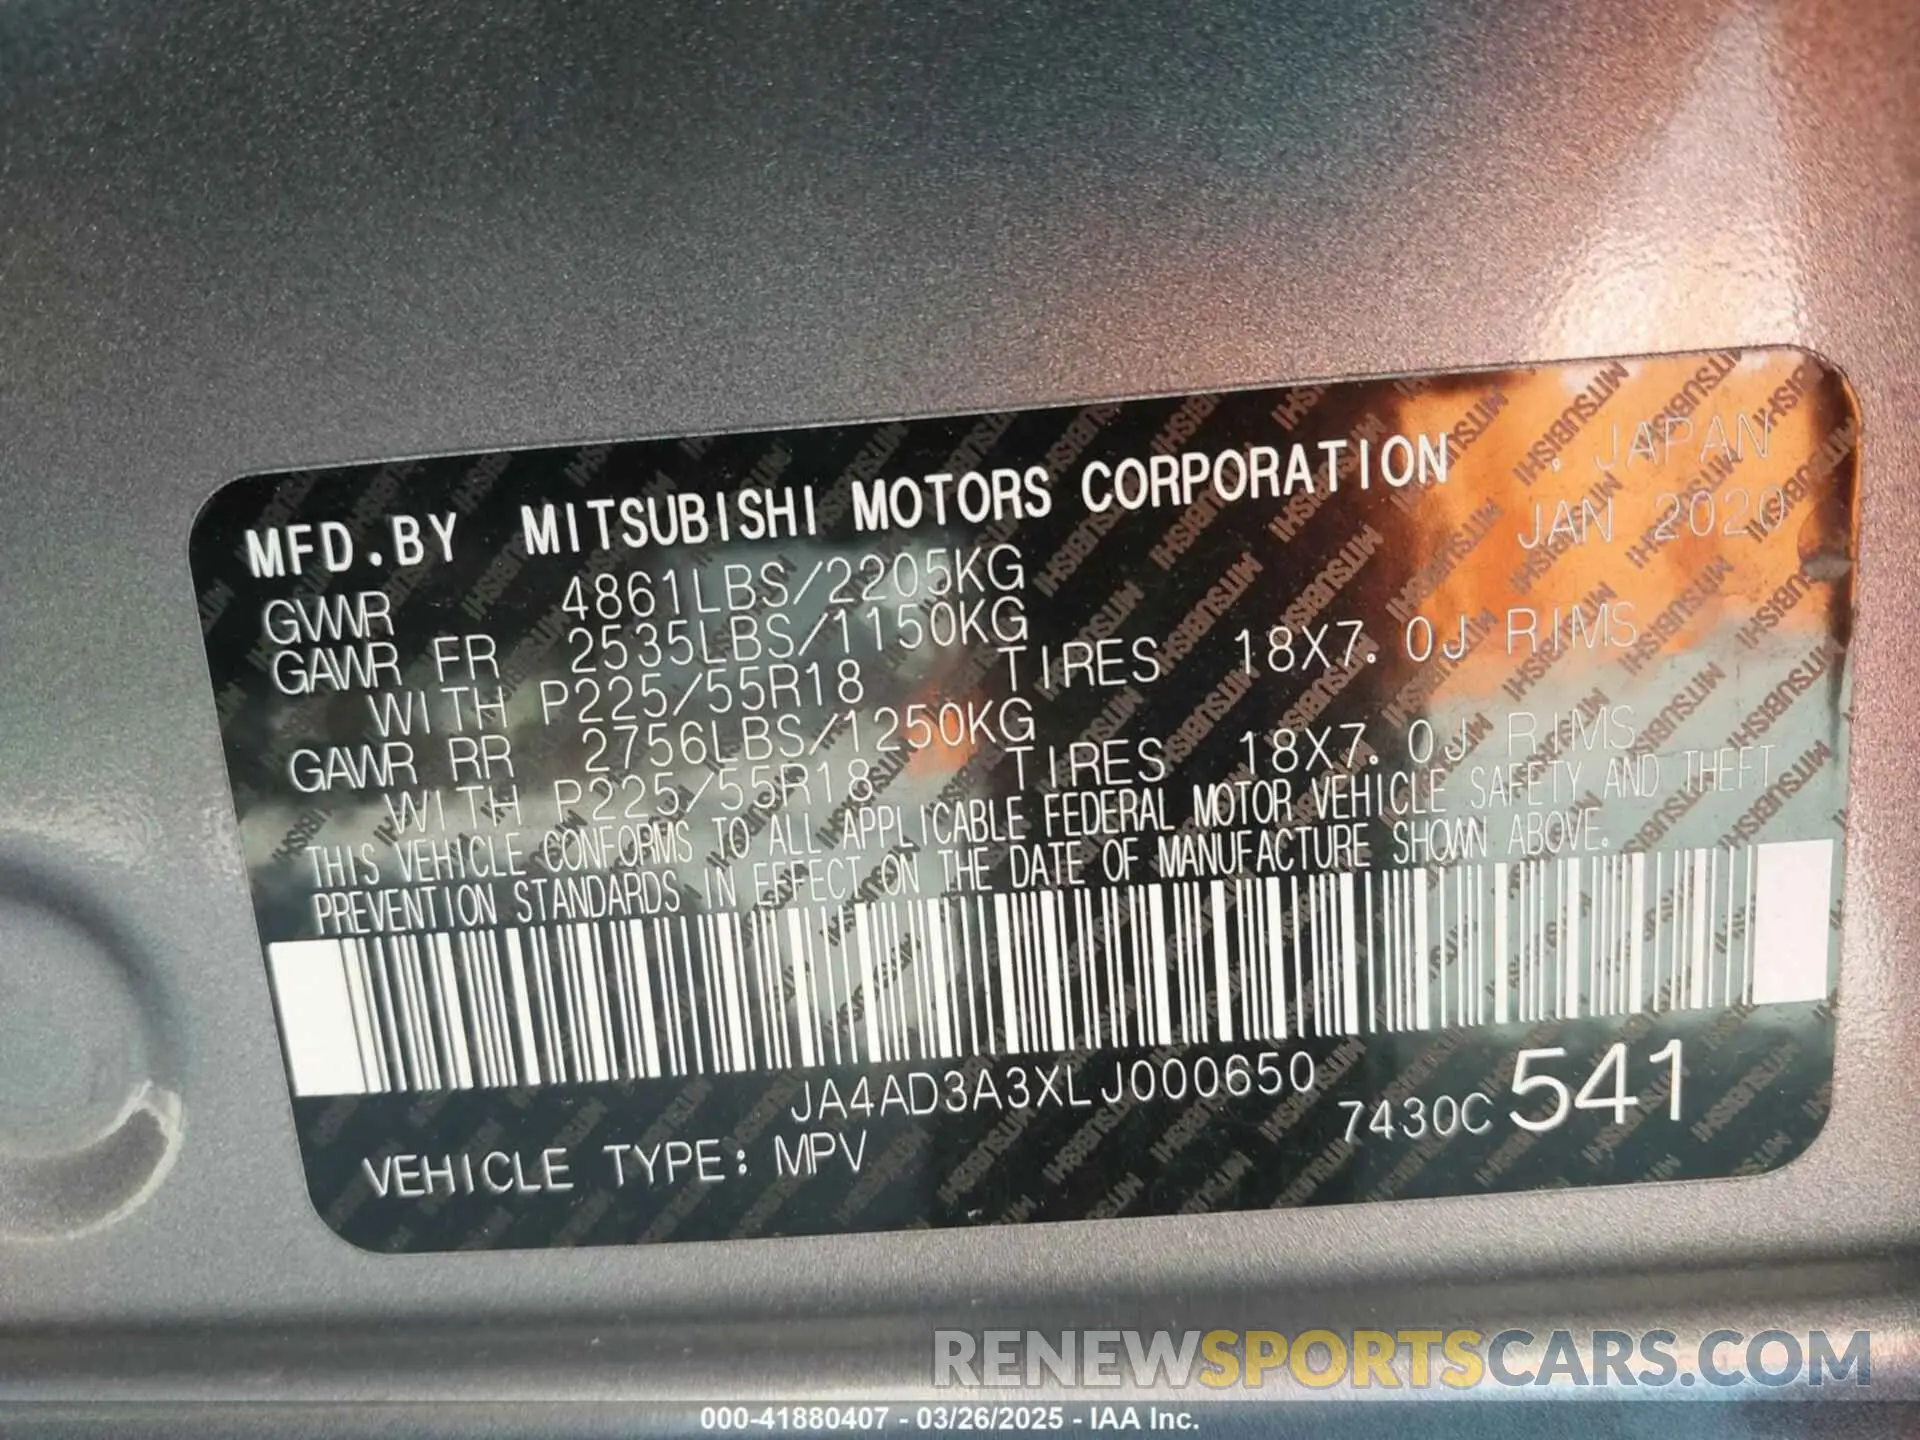 MFD.BY MITSUBISHI MOTORS CORPORATION . JAPAN
JAN 2020
GVWR 4861LBS/2205KG
GAWR FR 2535LBS/1150KG
WITH P225/55R18 TIRES 18X7.0J RIMS
GAWR RR 2756LBS/1250KG
WITH P225/55R18 TIRES 18X7.0J RIMS
THIS VEHICLE CONFORMS TO ALL APPLICABLE FEDERAL MOTOR VEHICLE SAFETY AND THEFT
PREVENTION STANDARDS IN EFFECT ON THE DATE OF MANUFACTURE SHOWN ABOVE.
JA4AD3A3XLJ000650
7430C 541
VEHICLE TYPE: MPV
RENEWSPORTSCARS.COM
000-41880407 - 03/26/2025 - IAA Inc.